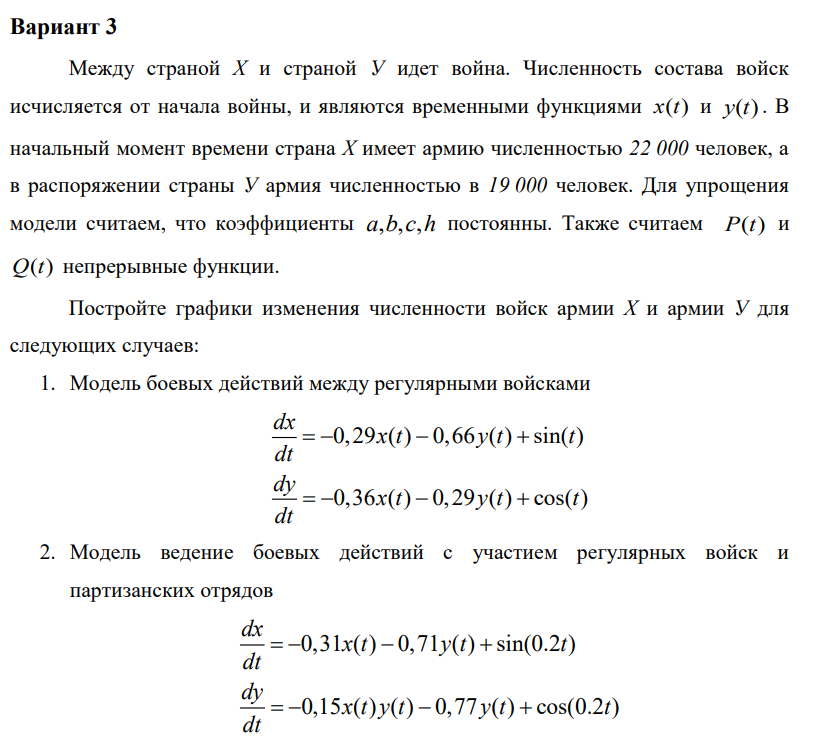 Вариант 3
Между страной X и страной У идет война. Численность состава войск
исчисляется от начала войны, и являются временными функциями x(t) и y(t). В
начальный момент времени страна X имеет армию численностью 22 000 человек, а
в распоряжении страны У армия численностью в 19 000 человек. Для упрощения
модели считаем, что коэффициенты a,b,c,h постоянны. Также считаем P(t) и
Q(t) непрерывные функции.
Постройте графики изменения численности войск армии X и армии У для
следующих случаев:
1. Модель боевых действий между регулярными войсками
dx/dt = −0,29x(t) − 0,66y(t) + sin(t)
dy/dt = −0,36x(t) − 0,29y(t) + cos(t)
2. Модель ведение боевых действий с участием регулярных войск и
партизанских отрядов
dx/dt = −0,31x(t) − 0,71y(t) + sin(0.2t)
dy/dt = −0,15x(t)y(t) − 0,77y(t) + cos(0.2t)